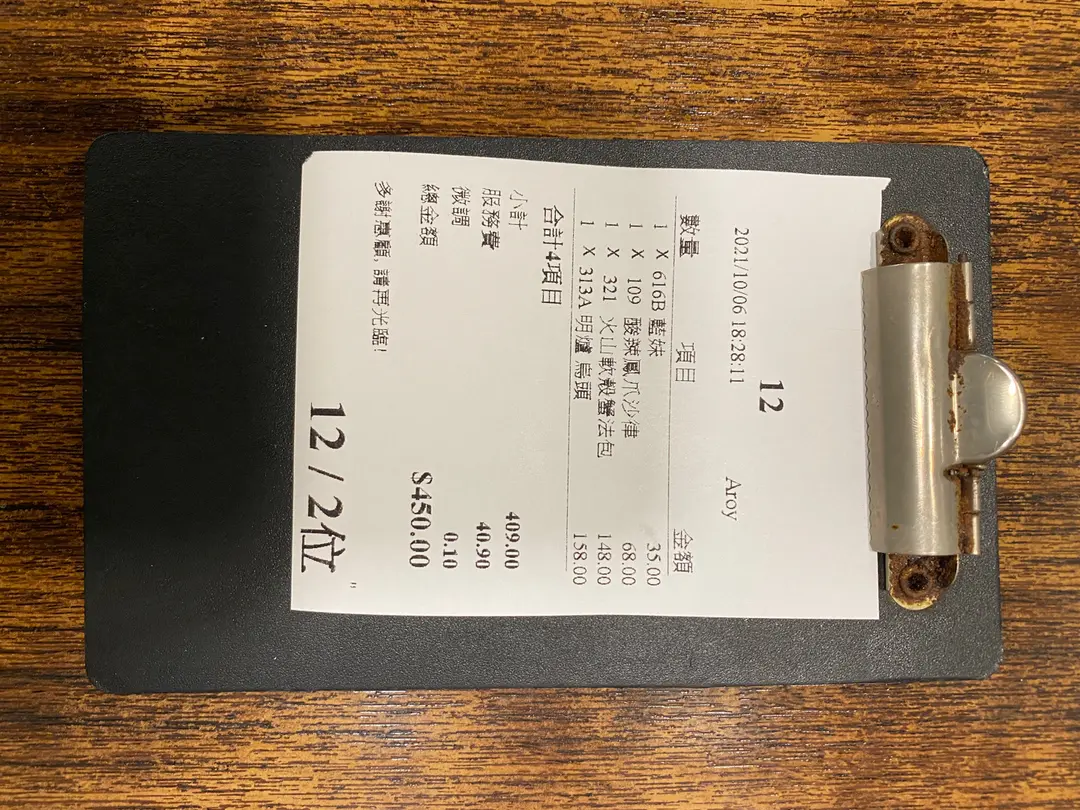 12
2021/10/06 18:28:11 Aroy
數量 項目 金額
1 X 616B 藍妹 35.00
1 X 109 酸辣鳳爪沙律 68.00
1 X 321 火山軟殼蟹法包 148.00
1 X 313A 明爐烏頭 158.00
合計4項目
小計 409.00
服務費 40.90
微調 0.10
總金額 $450.00
多謝惠顧, 請再光臨!
"
12 / 2位